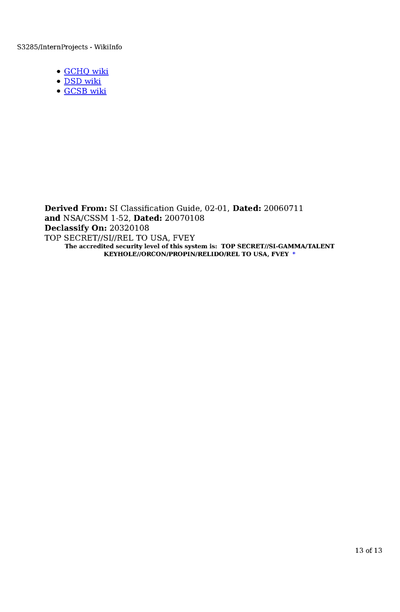 S3285/InternProjects - WikiInfo
GCHQ wiki
DSD wiki
GCSB wiki
Derived From: SI Classification Guide, 02-01, Dated: 20060711
and NSA/CSSM 1-52, Dated: 20070108
Declassify On: 20320108
TOP SECRET//SI//REL TO USA, FVEY
The accredited security level of this system is: TOP SECRET//SI-GAMMA/TALENT
KEYHOLE//ORCON/PROPIN/RELIDO/REL TO USA, FVEY *
13 of 13